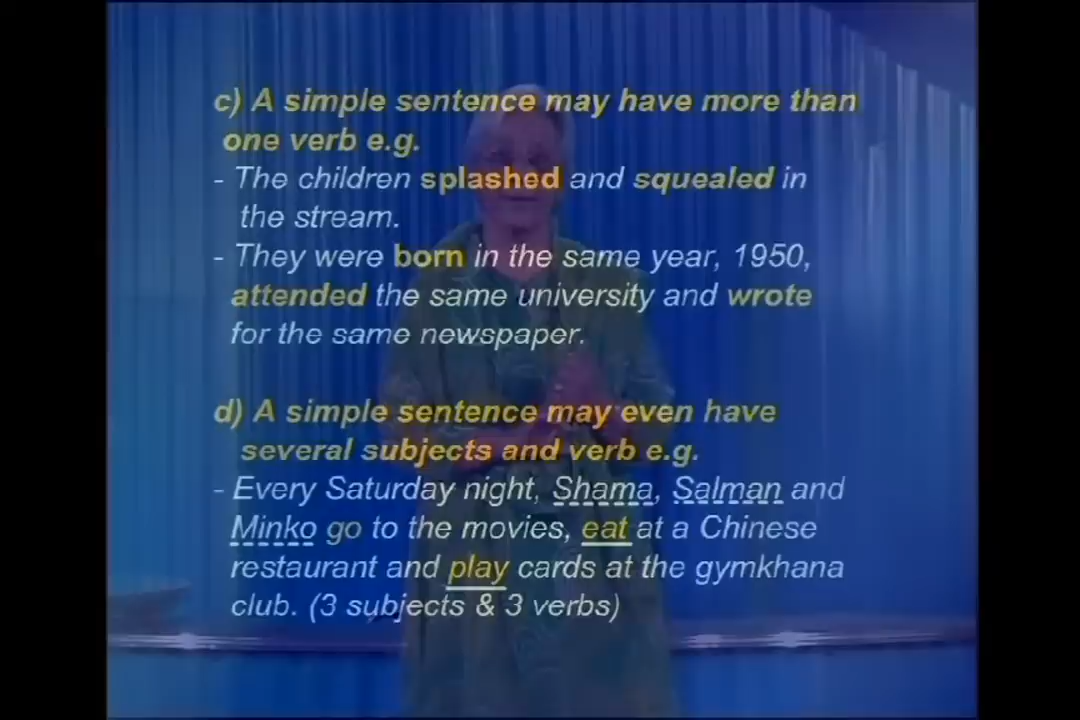 c) A simple sentence may have more than
one verb e.g.
- The children splashed and squealed in
the stream.
- They were born in the same year, 1950,
attended the same university and wrote
for the same newspaper.
d) A simple sentence may even have
several subjects and verb e.g.
- Every Saturday night, Shama, Salman and
Minko go to the movies, eat at a Chinese
restaurant and play cards at the gymkhana
club. (3 subjects & 3 verbs)